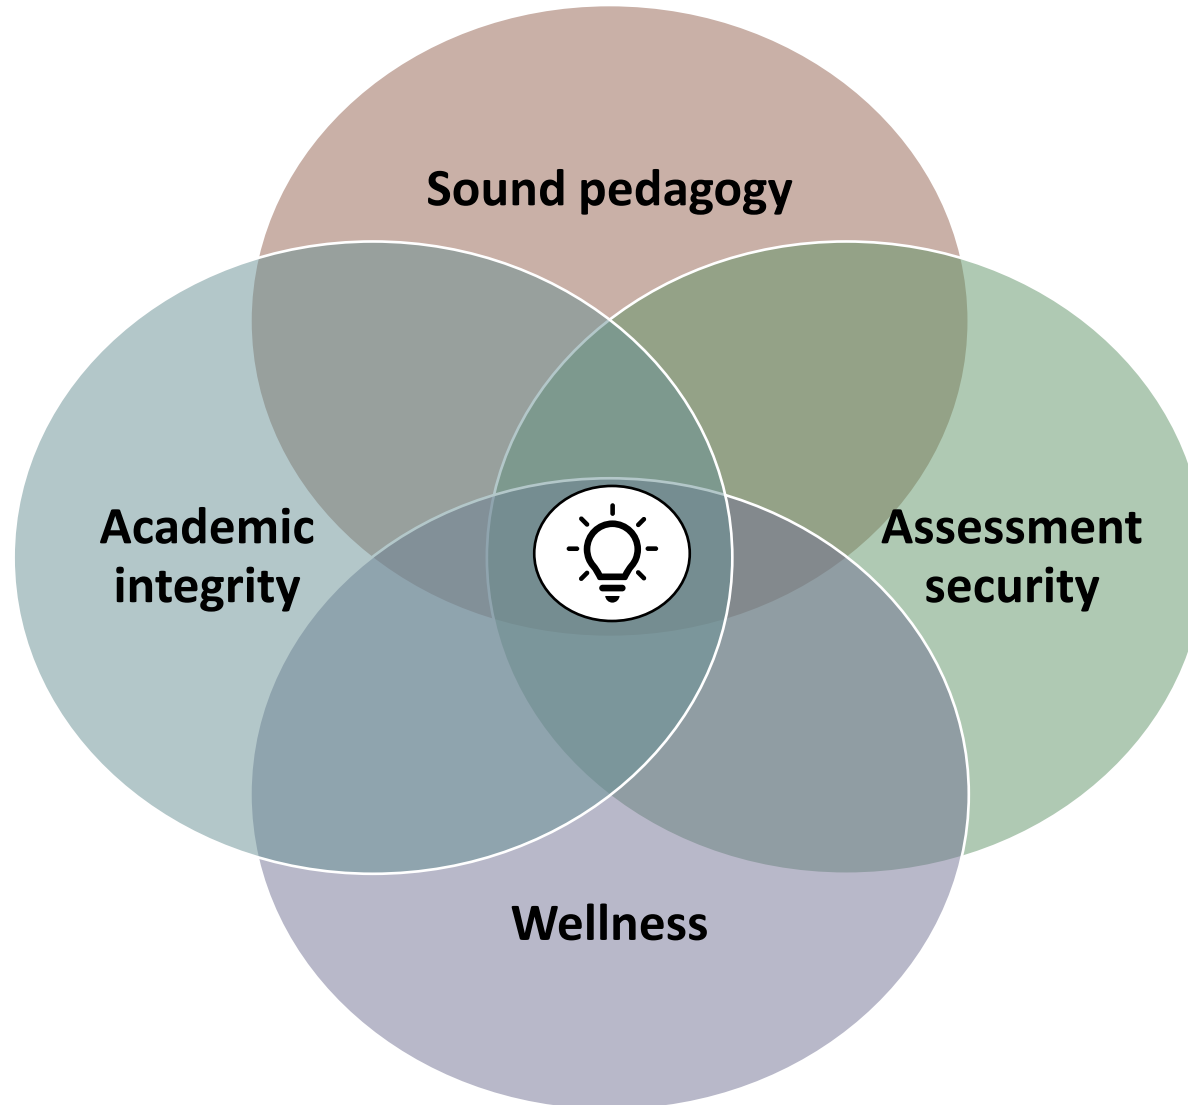 Sound pedagogy
Academic
integrity
Assessment
security
Wellness